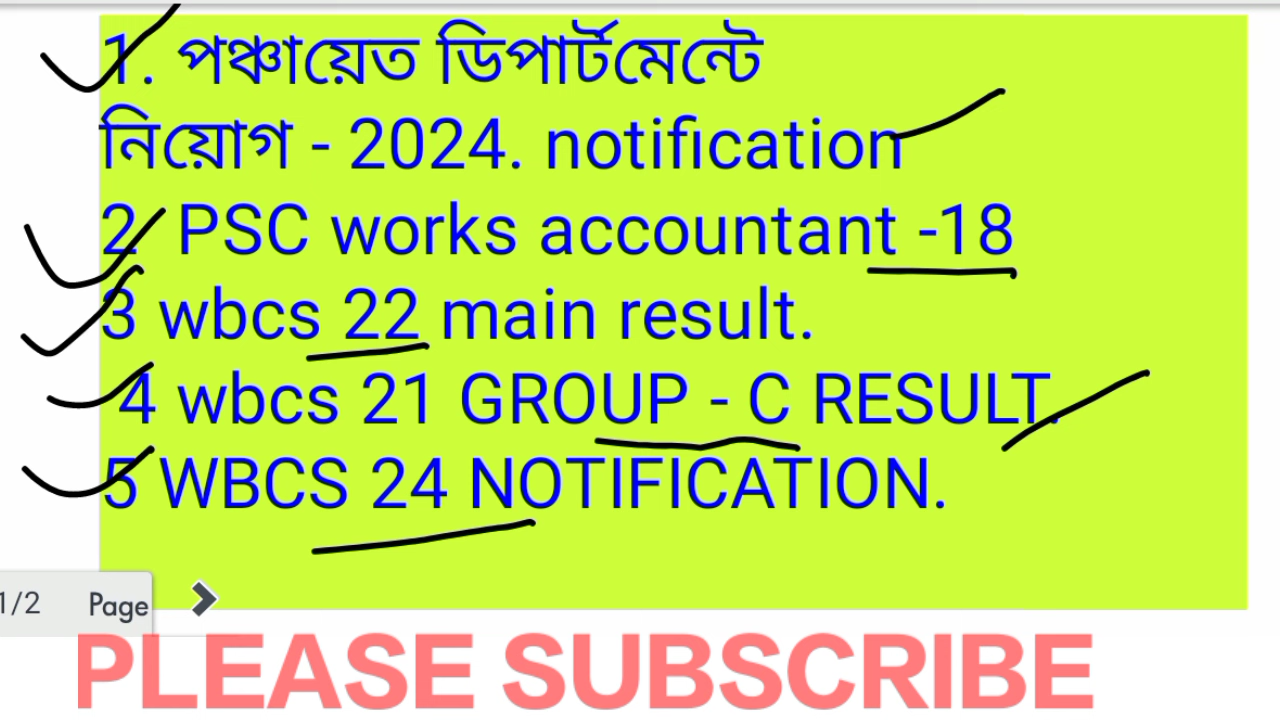 1. পঞ্চায়েত ডিপার্টমেন্টে
নিয়োগ - 2024. notification
2 PSC works accountant -18
3 wbcs 22 main result.
4 wbcs 21 GROUP - C RESULT.
5 WBCS 24 NOTIFICATION.
1/2 Page
PLEASE SUBSCRIBE